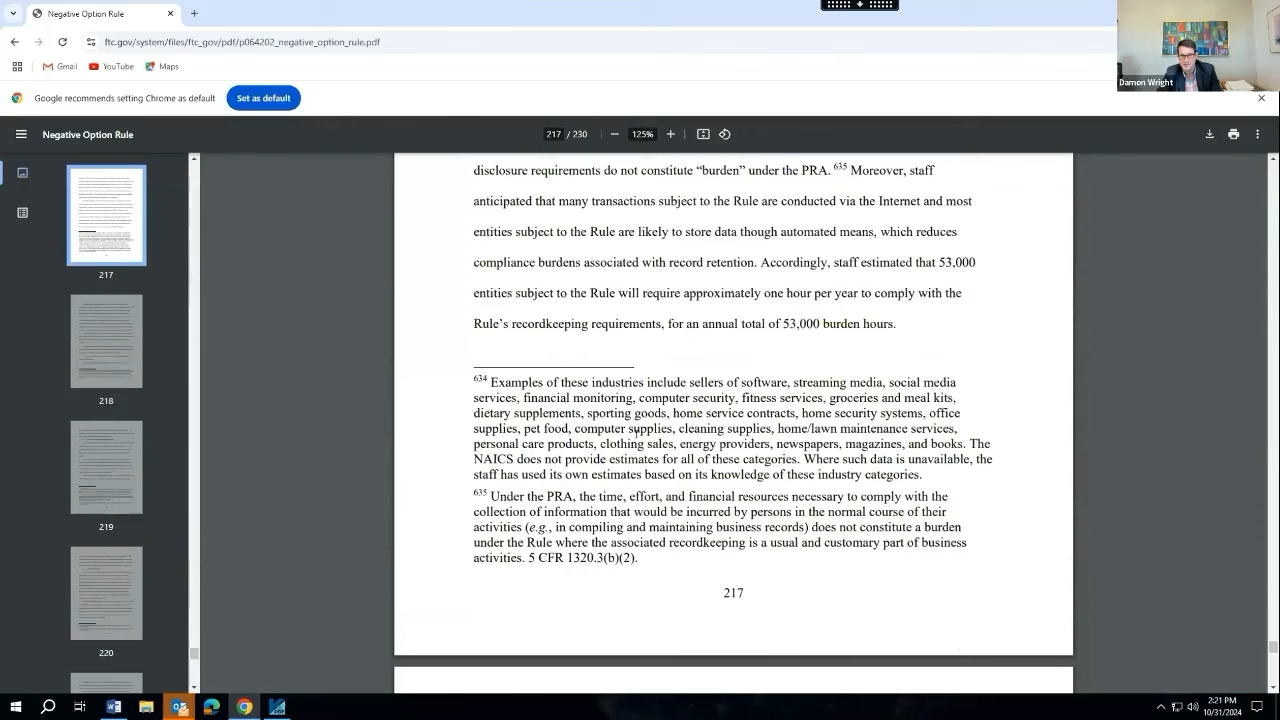 Negative Option Rule
ftc.gov/system/files/ftc_gov/pdf/p064202_negative_option_rule.pdf
Gmail YouTube Maps
Damon Wright
Google recommends setting Chrome as default Set as default
Negative Option Rule 217 / 230 125%
disclosure requirements do not constitute “burden” under the PRA. 635 Moreover, staff
anticipated that many transactions subject to the Rule are conducted via the Internet and most
entities subject to the Rule are likely to store data though automated means, which reduces
compliance burdens associated with record retention. Accordingly, staff estimated that 53,000
entities subject to the Rule will require approximately one hour per year to comply with the
Rule’s recordkeeping requirements, for an annual total of 53,000 burden hours.
634 Examples of these industries include sellers of software, streaming media, social media
services, financial monitoring, computer security, fitness services, groceries and meal kits,
dietary supplements, sporting goods, home service contracts, home security systems, office
supplies, pet food, computer supplies, cleaning supplies, home/lawn maintenance services,
personal care products, clothing sales, energy providers, newspapers, magazines, and books. The
NAICS does not provide estimates for all of these categories. Where such data is unavailable, the
staff has used its own estimates based on its knowledge of these industry categories.
635 Under the PRA, the time, effort, and financial resources necessary to comply with the
collection of information that would be incurred by persons in the normal course of their
activities (e.g., in compiling and maintaining business records) does not constitute a burden
under the Rule where the associated recordkeeping is a usual and customary part of business
activities. 5 CFR 1320.3(b)(2).
217
217
218
219
220
2:21 PM
10/31/2024